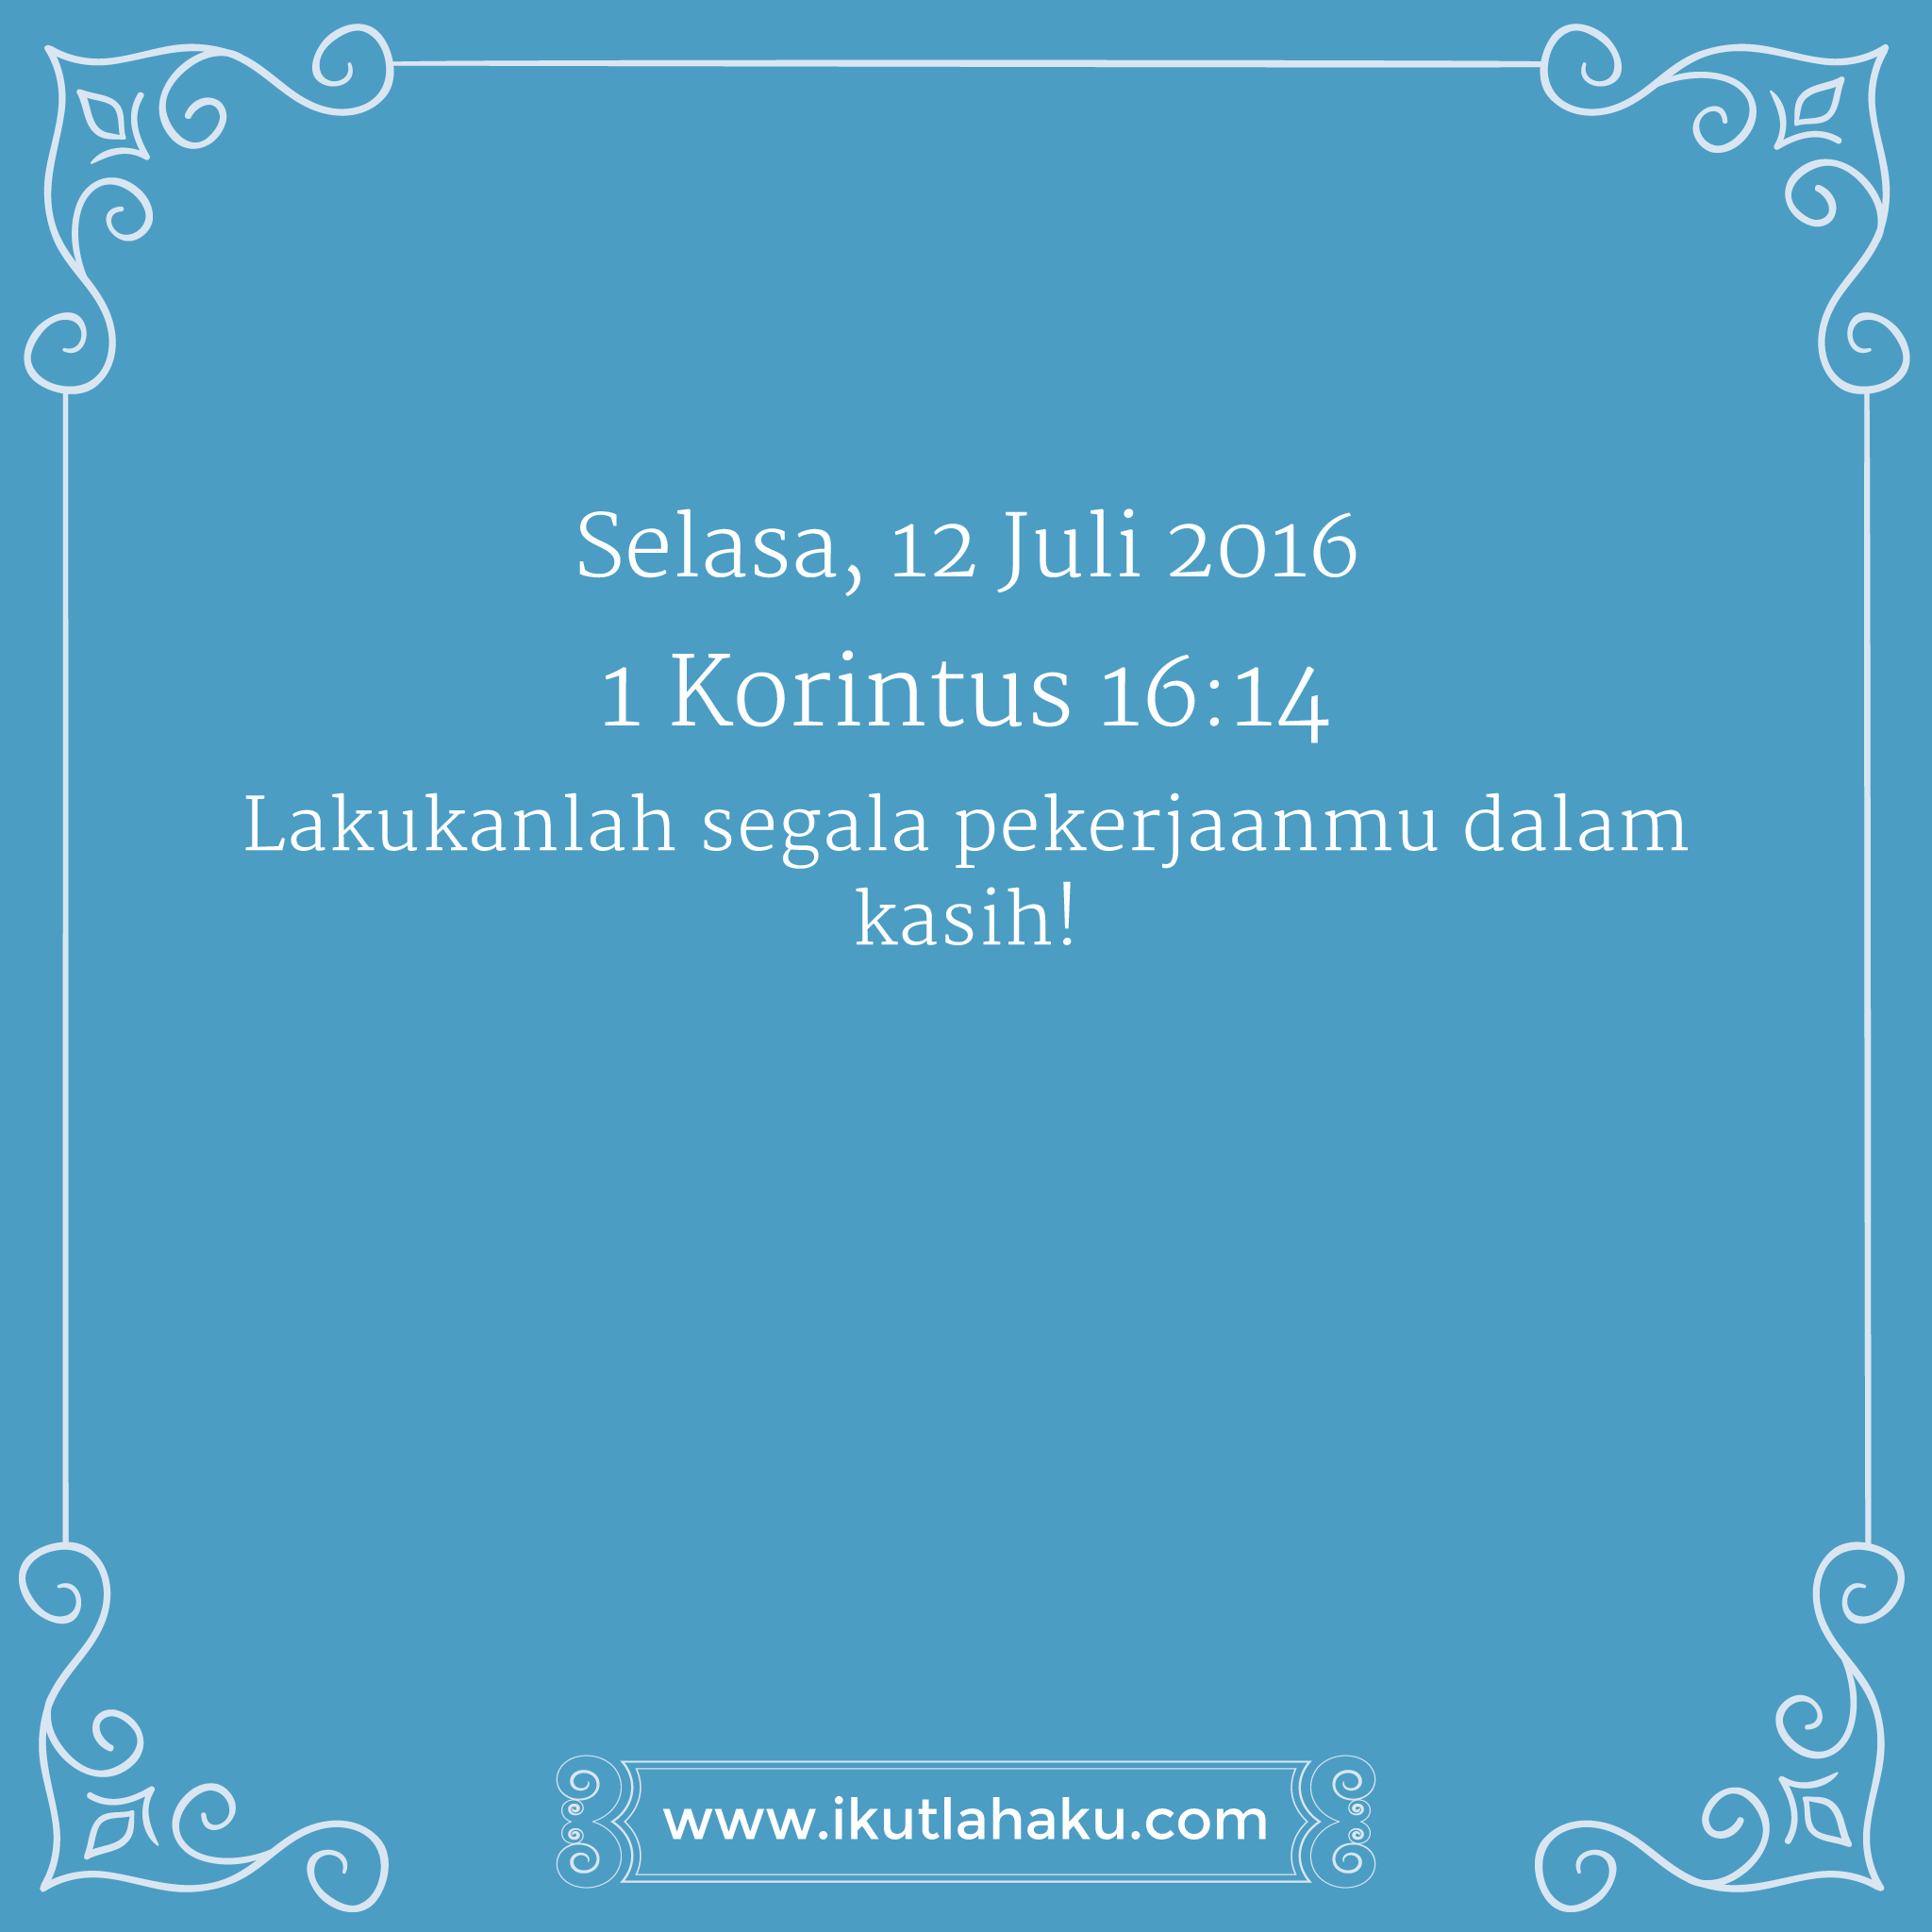 Selasa, 12 Juli 2016
1 Korintus 16:14
Lakukanlah segala pekerjaanmu dalam
kasih!
www.ikutlahaku.com